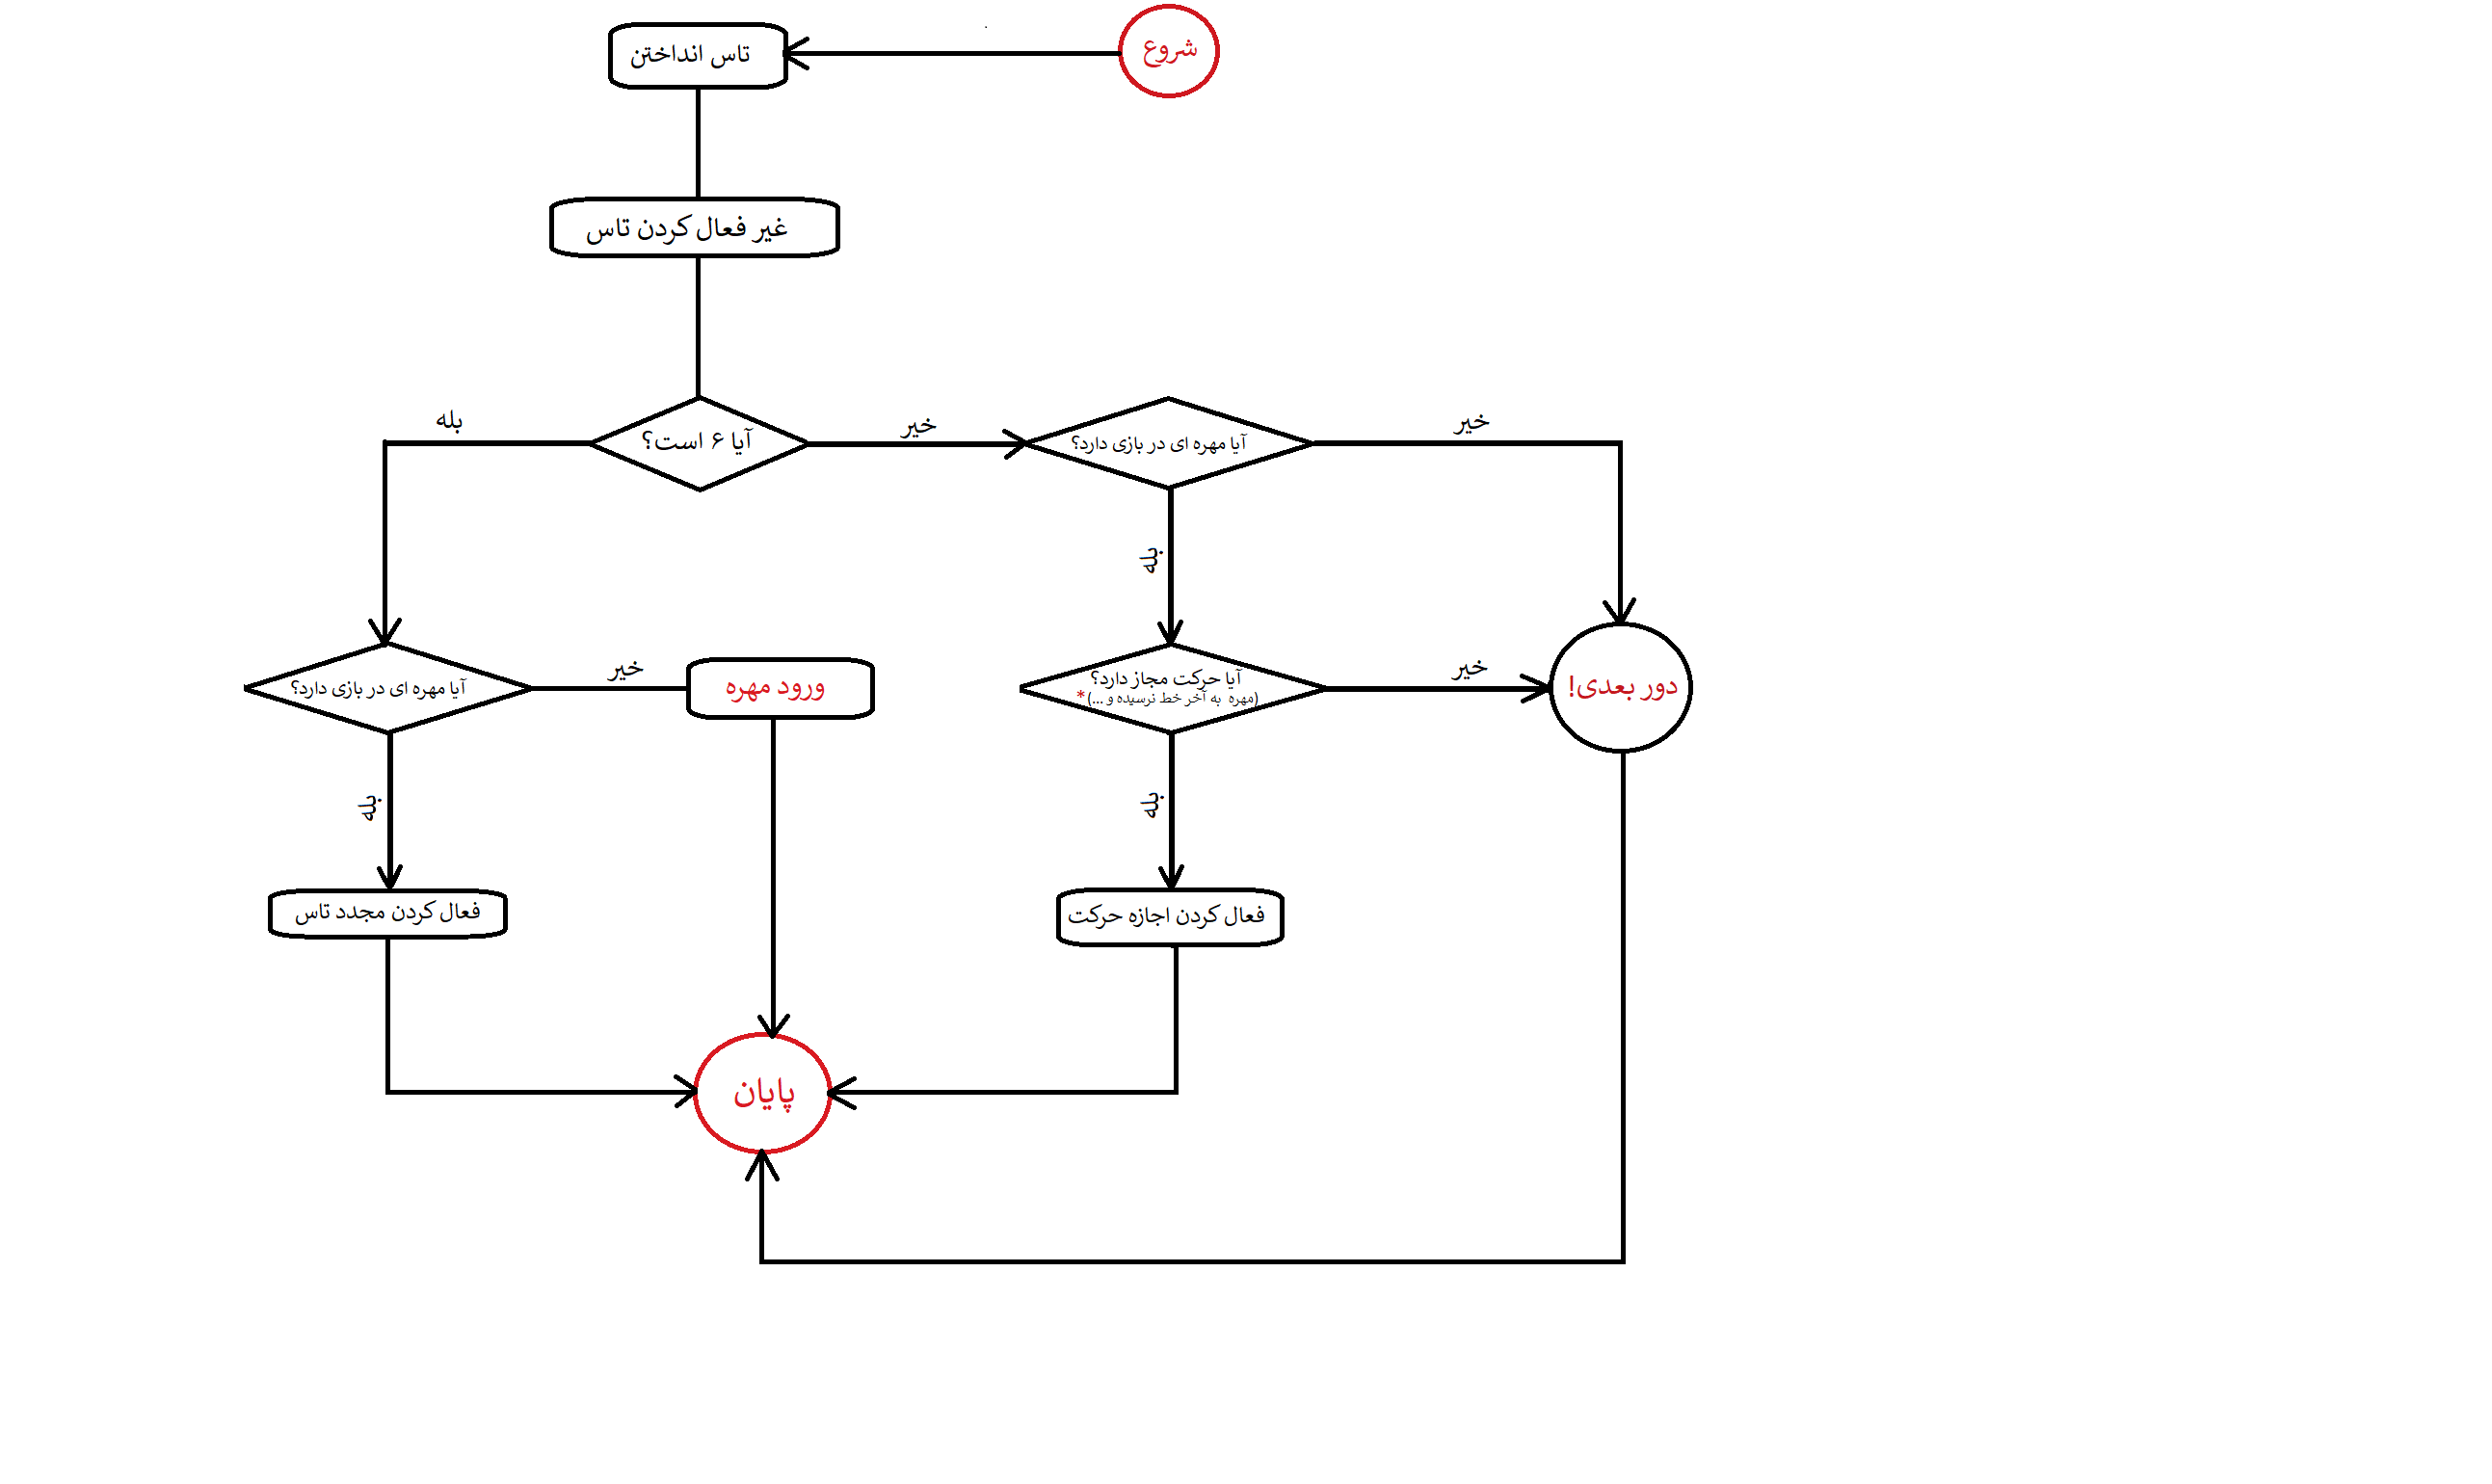 شروع
تاس انداختن
غیر فعال کردن تاس
آیا ۶ است؟
بله
خیر
آیا مهره ای در بازی دارد؟
خیر
بله
آیا مهره ای در بازی دارد؟
خیر
ورود مهره
آیا حرکت مجاز دارد؟
(مهره به آخر خط نرسیده و ...)*
خیر
دور بعدی!
بله
بله
فعال کردن مجدد تاس
فعال کردن اجازه حرکت
پایان